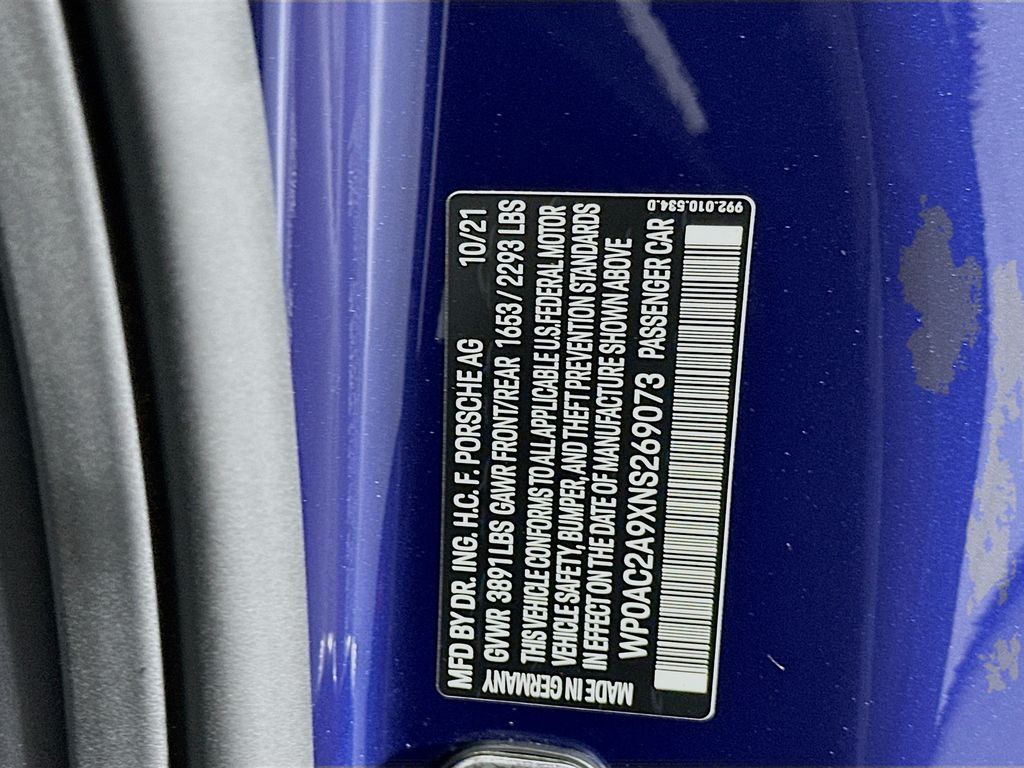 MFD BY DR. ING. H.C. F. PORSCHE AG 10/21
GVWR 3891 LBS GAWR FRONT/REAR 1653 / 2293 LBS
THIS VEHICLE CONFORMS TO ALL APPLICABLE U.S. FEDERAL MOTOR
VEHICLE SAFETY, BUMPER, AND THEFT PREVENTION STANDARDS
IN EFFECT ON THE DATE OF MANUFACTURE SHOWN ABOVE
WP0AC2A9XNS269073 PASSENGER CAR
MADE IN GERMANY
992.010.534.D